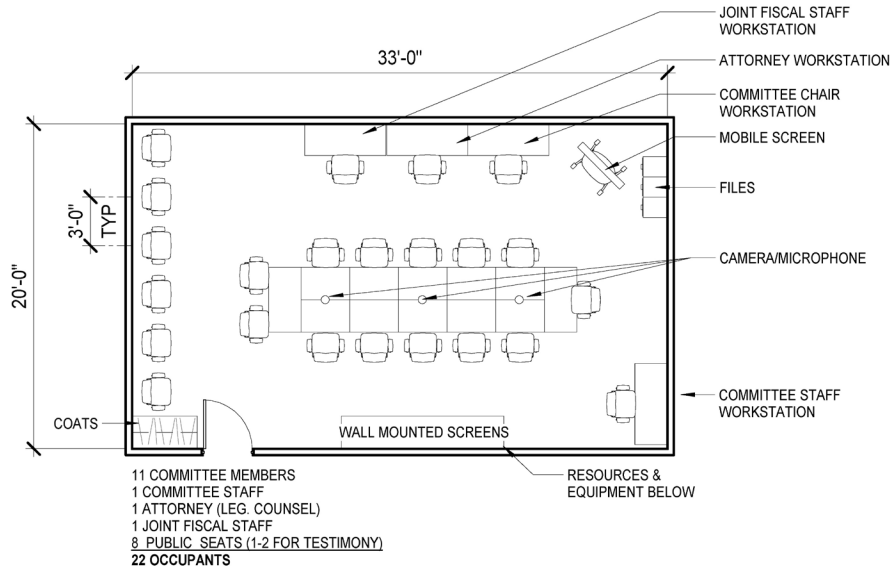 JOINT FISCAL STAFF
WORKSTATION
33'-0"
ATTORNEY WORKSTATION
COMMITTEE CHAIR
WORKSTATION
MOBILE SCREEN
FILES
3'-0"
TYP
CAMERA/MICROPHONE
20'-0"
COMMITTEE STAFF
WORKSTATION
COATS
WALL MOUNTED SCREENS
RESOURCES &
EQUIPMENT BELOW
11 COMMITTEE MEMBERS
1 COMMITTEE STAFF
1 ATTORNEY (LEG. COUNSEL)
1 JOINT FISCAL STAFF
8 PUBLIC SEATS (1-2 FOR TESTIMONY)
22 OCCUPANTS